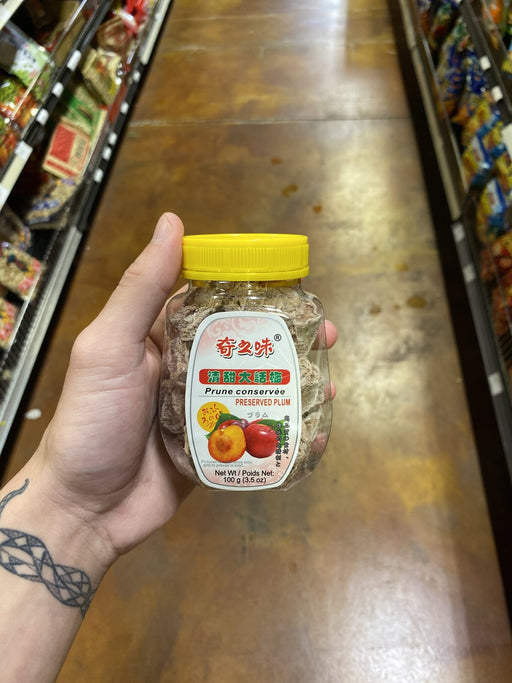 奇之味®
清甜大話梅
Prune conservée
PRESERVED PLUM
プラム
Net Wt / Poids Net:
100 g (3.5 oz)